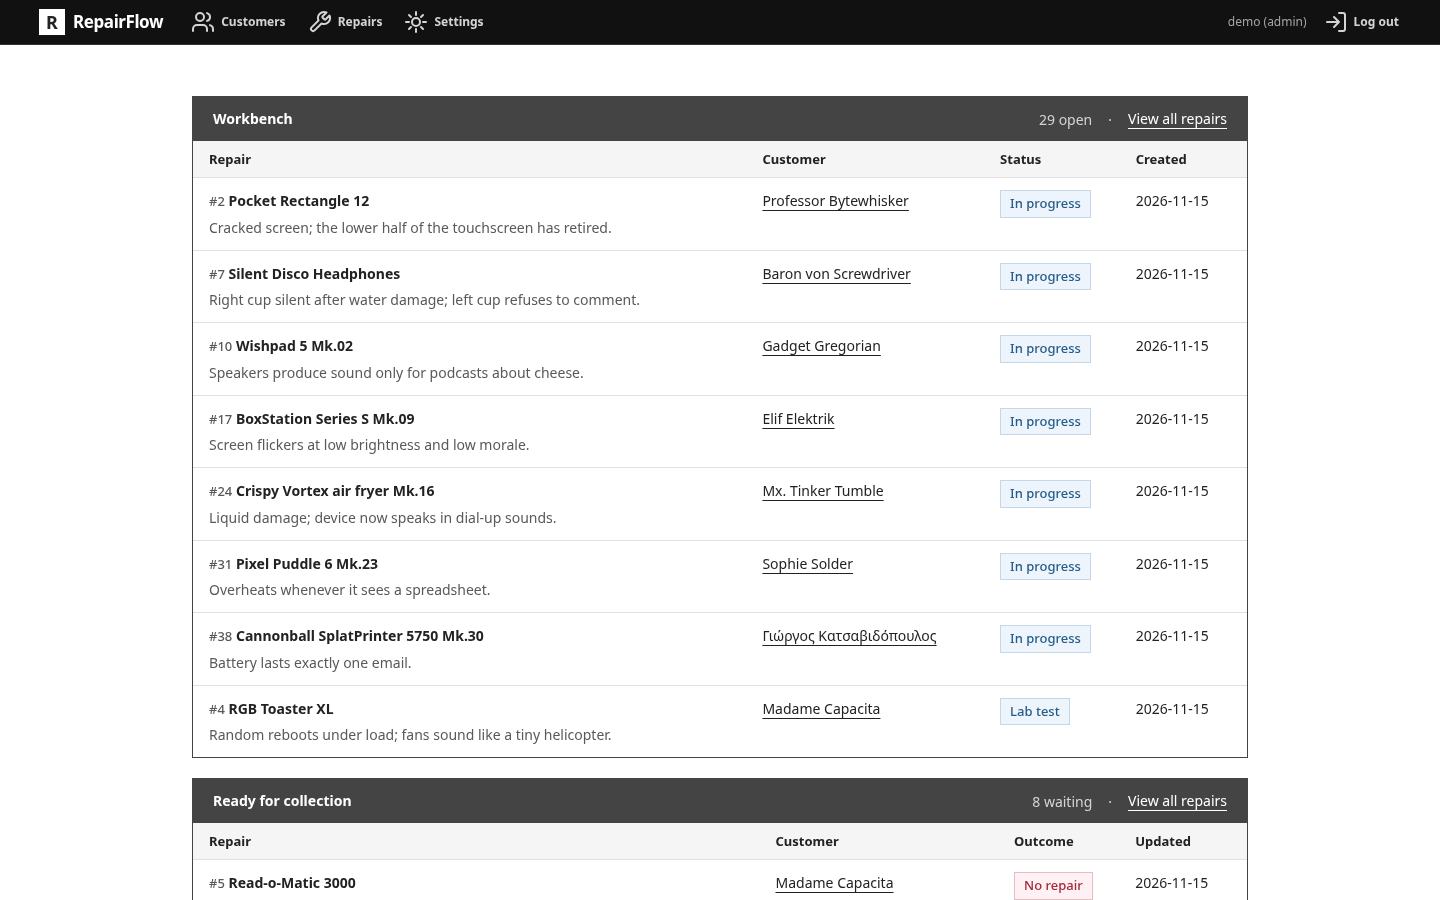 R RepairFlow Customers Repairs Settings demo (admin) Log out
Workbench 29 open · View all repairs
Repair Customer Status Created
#2 Pocket Rectangle 12 Professor Bytewhisker In progress 2026-11-15
Cracked screen; the lower half of the touchscreen has retired.
#7 Silent Disco Headphones Baron von Screwdriver In progress 2026-11-15
Right cup silent after water damage; left cup refuses to comment.
#10 Wishpad 5 Mk.02 Gadget Gregorian In progress 2026-11-15
Speakers produce sound only for podcasts about cheese.
#17 BoxStation Series S Mk.09 Elif Elektrik In progress 2026-11-15
Screen flickers at low brightness and low morale.
#24 Crispy Vortex air fryer Mk.16 Mx. Tinker Tumble In progress 2026-11-15
Liquid damage; device now speaks in dial-up sounds.
#31 Pixel Puddle 6 Mk.23 Sophie Solder In progress 2026-11-15
Overheats whenever it sees a spreadsheet.
#38 Cannonball SplatPrinter 5750 Mk.30 Γιώργος Κατσαβιδόπουλος In progress 2026-11-15
Battery lasts exactly one email.
#4 RGB Toaster XL Madame Capacita Lab test 2026-11-15
Random reboots under load; fans sound like a tiny helicopter.
Ready for collection 8 waiting · View all repairs
Repair Customer Outcome Updated
#5 Read-o-Matic 3000 Madame Capacita No repair 2026-11-15